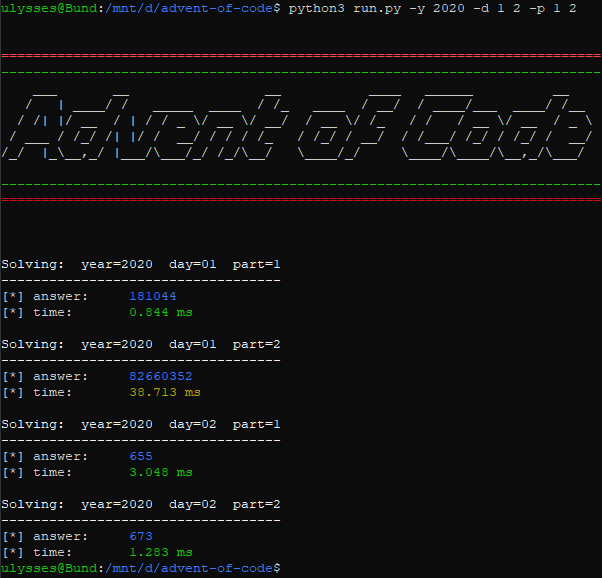 ulysses@Bund:/mnt/d/advent-of-code$ python3 run.py -y 2020 -d 1 2 -p 1 2
Advent of Code
Solving:  year=2020  day=01  part=1
-----------------------------------
[*] answer:     181044
[*] time:       0.844 ms
Solving:  year=2020  day=01  part=2
-----------------------------------
[*] answer:     82660352
[*] time:       38.713 ms
Solving:  year=2020  day=02  part=1
-----------------------------------
[*] answer:     655
[*] time:       3.048 ms
Solving:  year=2020  day=02  part=2
-----------------------------------
[*] answer:     673
[*] time:       1.283 ms
ulysses@Bund:/mnt/d/advent-of-code$